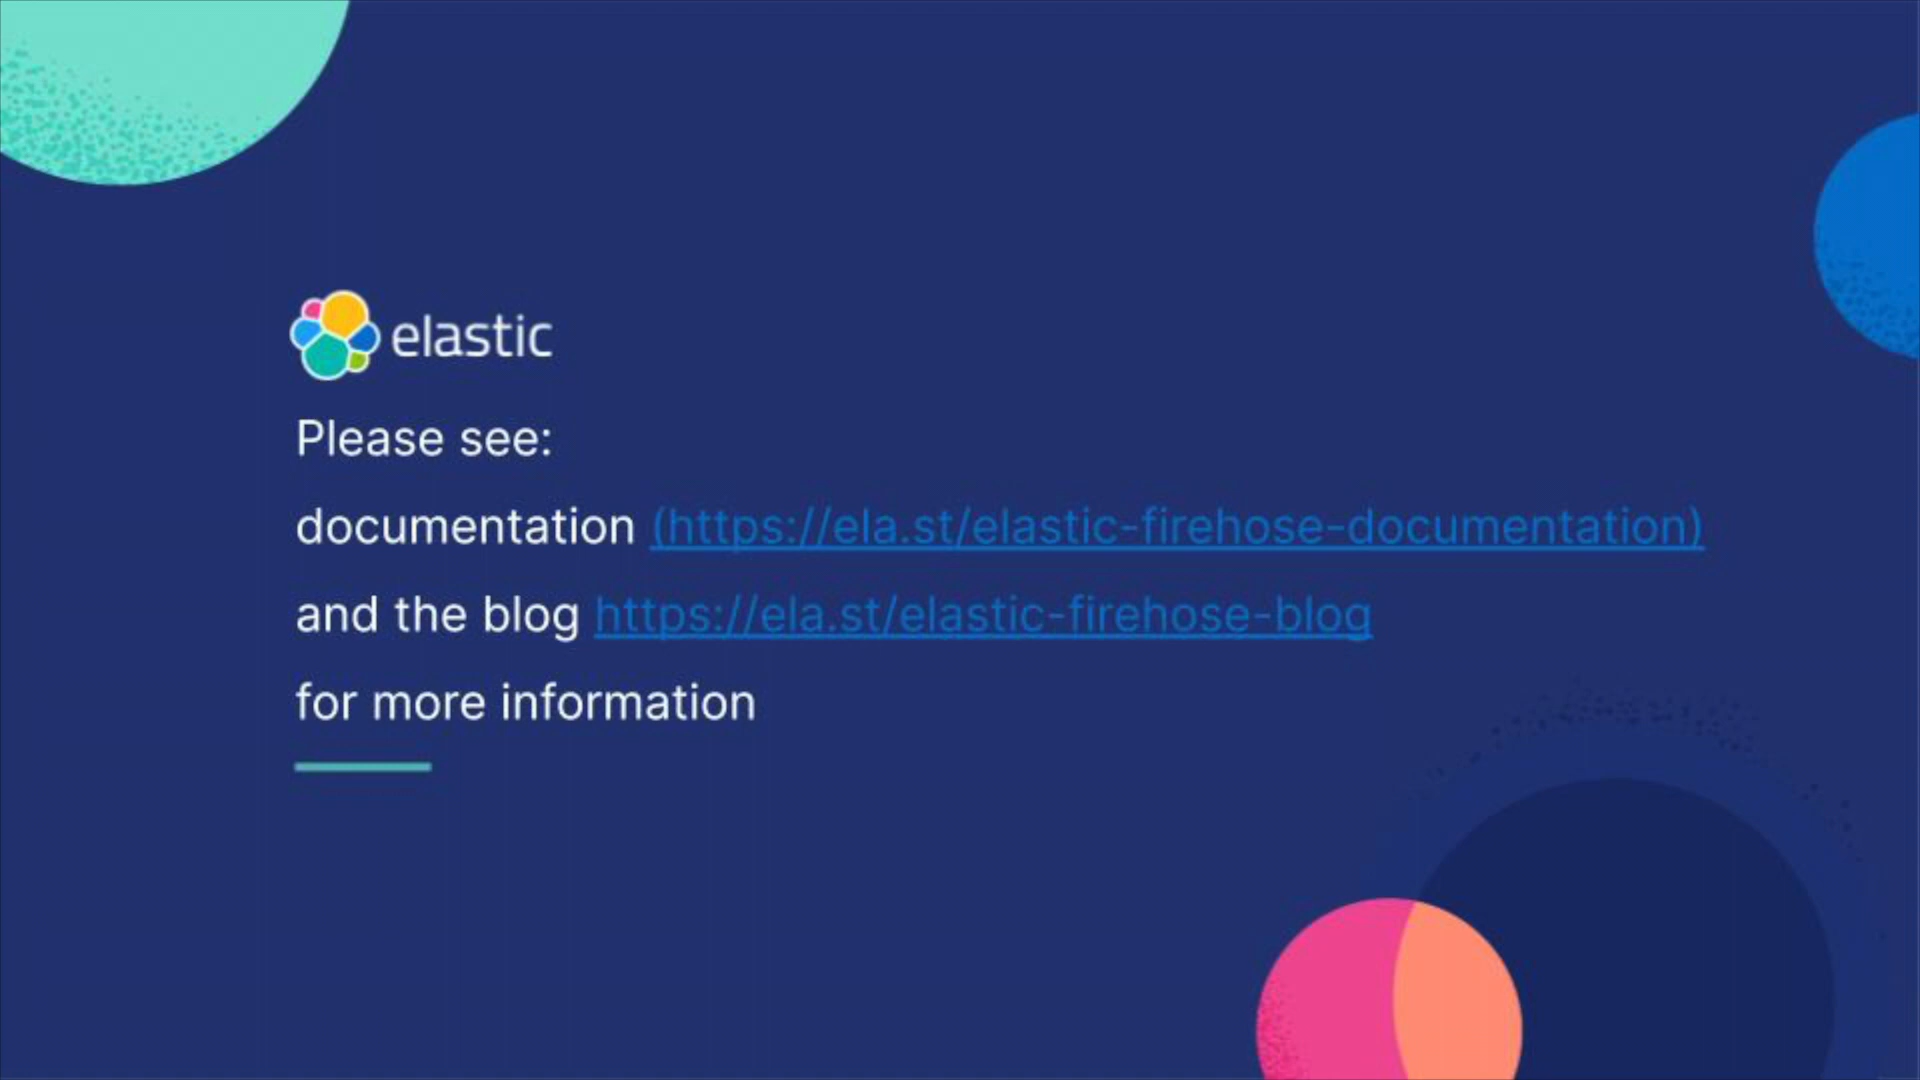 elastic
Please see:
documentation (https://ela.st/elastic-firehose-documentation)
and the blog https://ela.st/elastic-firehose-blog
for more information